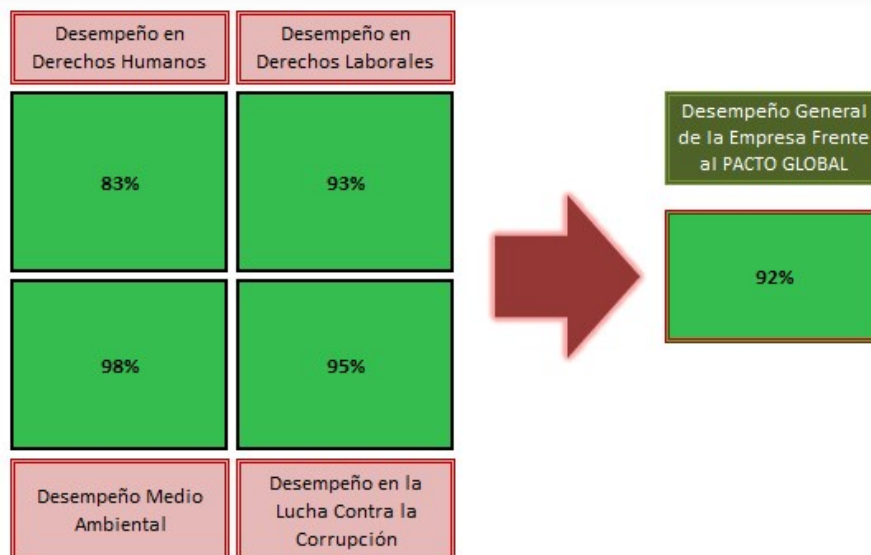 Desempeño en
Derechos Humanos
Desempeño en
Derechos Laborales
83%
93%
98%
95%
Desempeño Medio
Ambiental
Desempeño en la
Lucha Contra la
Corrupción
Desempeño General
de la Empresa Frente
al PACTO GLOBAL
92%